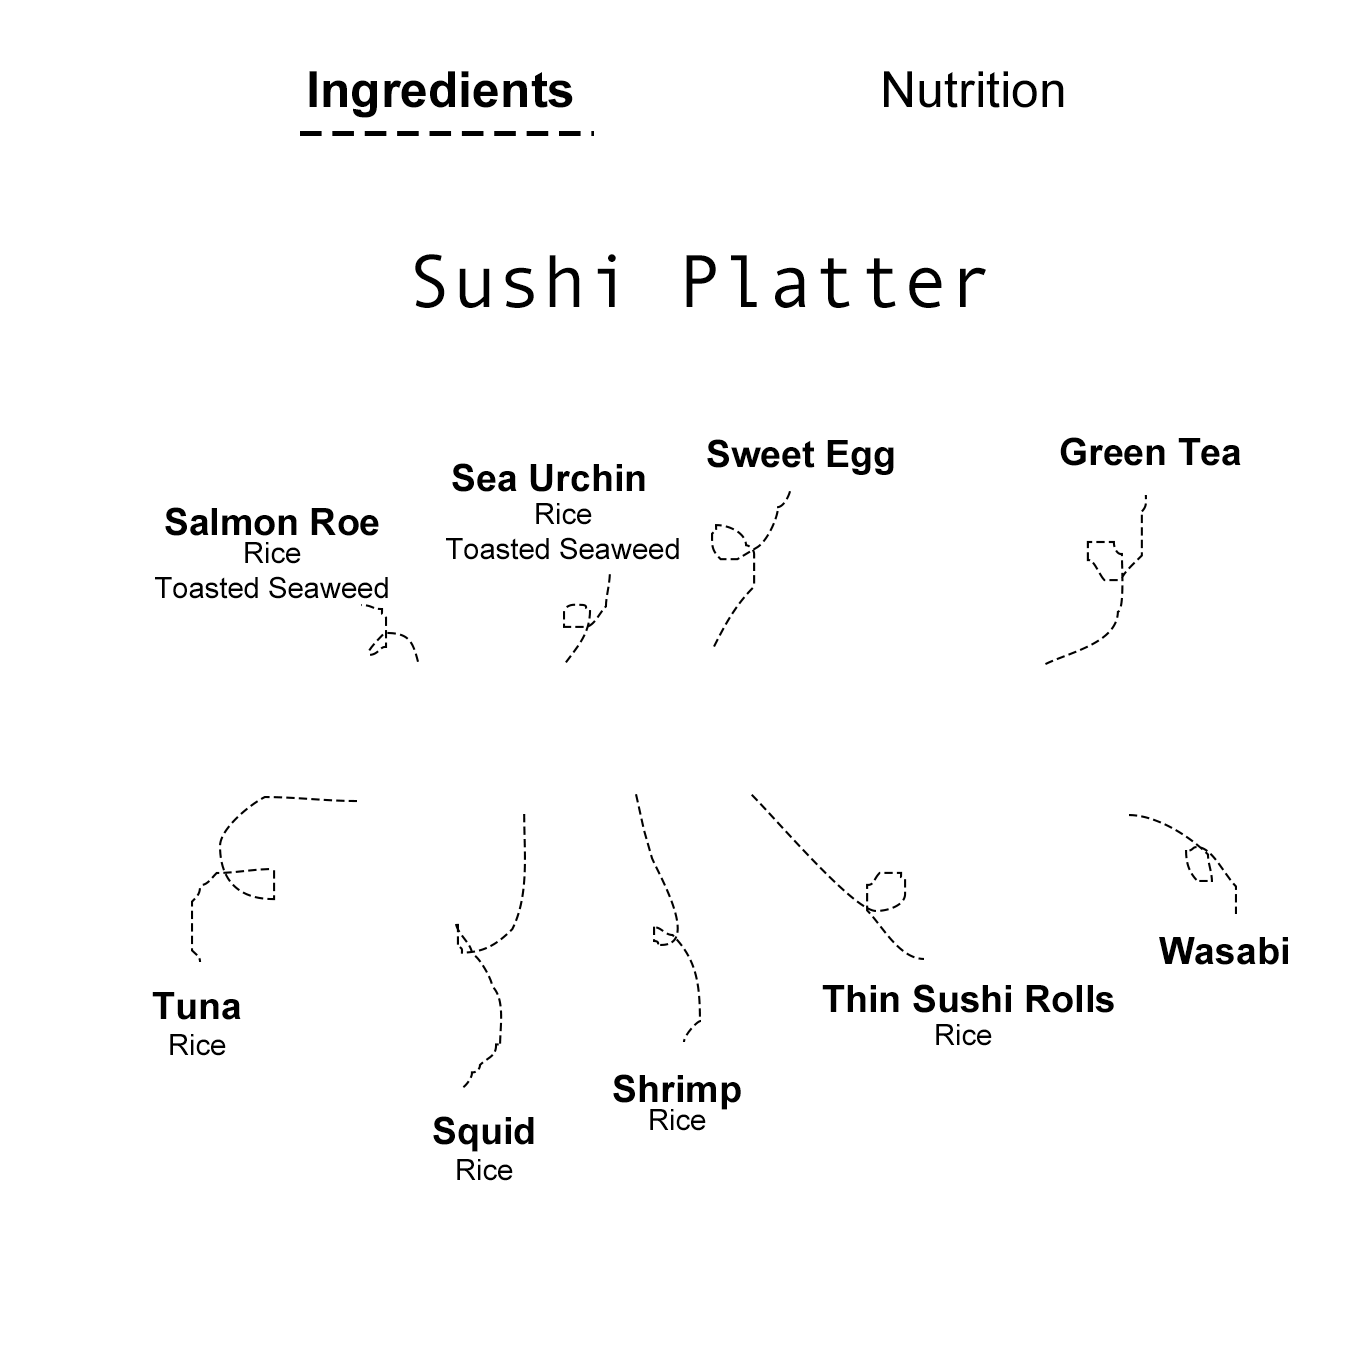 Ingredients
Nutrition
Sushi Platter
Salmon Roe
Rice
Toasted Seaweed
Sea Urchin
Rice
Toasted Seaweed
Sweet Egg
Green Tea
Tuna
Rice
Squid
Rice
Shrimp
Rice
Thin Sushi Rolls
Rice
Wasabi